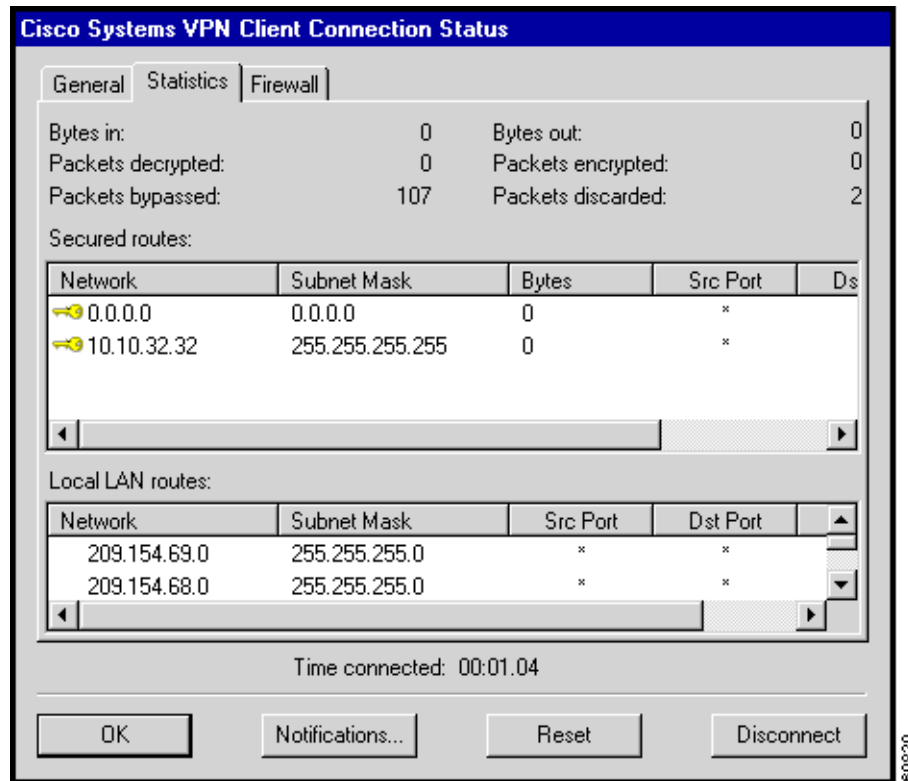 Cisco Systems VPN Client Connection Status
General Statistics Firewall
Bytes in: 0 Bytes out: 0
Packets decrypted: 0 Packets encrypted: 0
Packets bypassed: 107 Packets discarded: 2
Secured routes:
Network Subnet Mask Bytes Src Port Ds
0.0.0.0 0.0.0.0 0 *
10.10.32.32 255.255.255.255 0 *
Local LAN routes:
Network Subnet Mask Src Port Dst Port
209.154.69.0 255.255.255.0 * *
209.154.68.0 255.255.255.0 * *
Time connected: 00:01.04
OK Notifications... Reset Disconnect